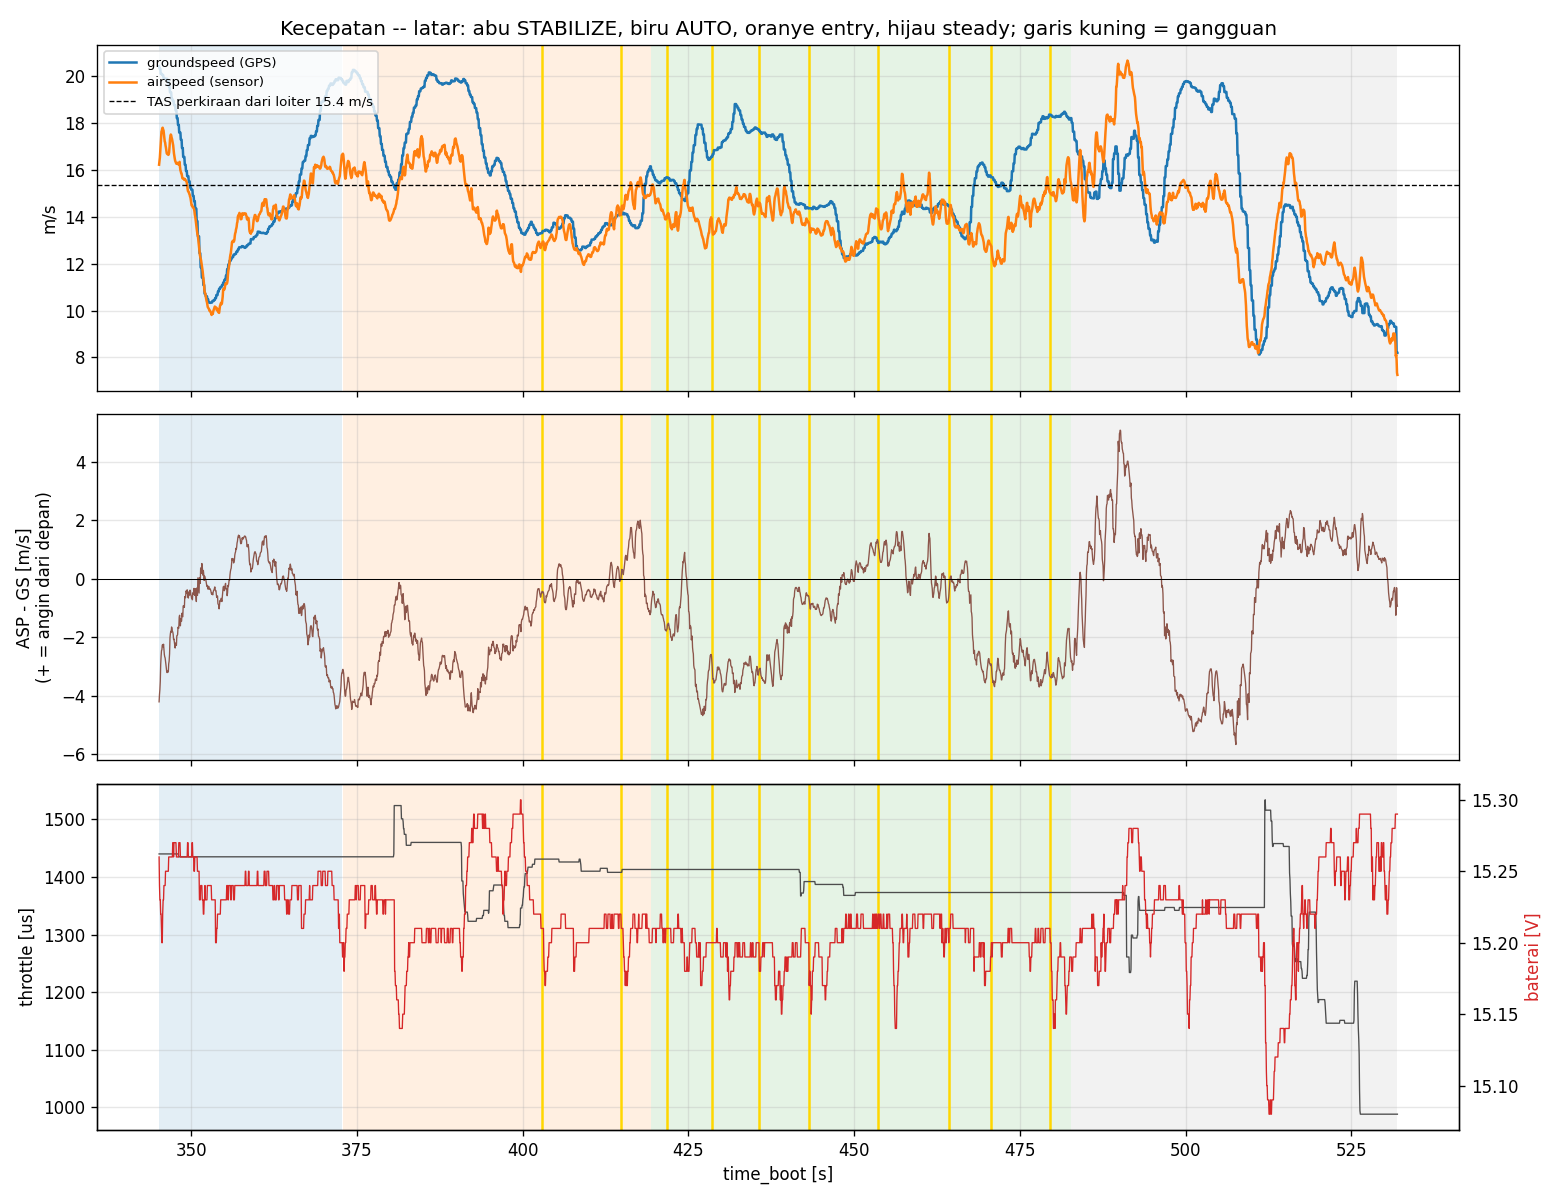 Kecepatan -- latar: abu STABILIZE, biru AUTO, oranye entry, hijau steady; garis kuning = gangguan
groundspeed (GPS)
airspeed (sensor)
TAS perkiraan dari loiter 15.4 m/s
20
18
16
14
12
10
8
m/s
4
2
0
−2
−4
−6
ASP - GS [m/s]
(+ = angin dari depan)
1500
1400
1300
1200
1100
1000
throttle [us]
15.30
15.25
15.20
15.15
15.10
baterai [V]
350 375 400 425 450 475 500 525
time_boot [s]